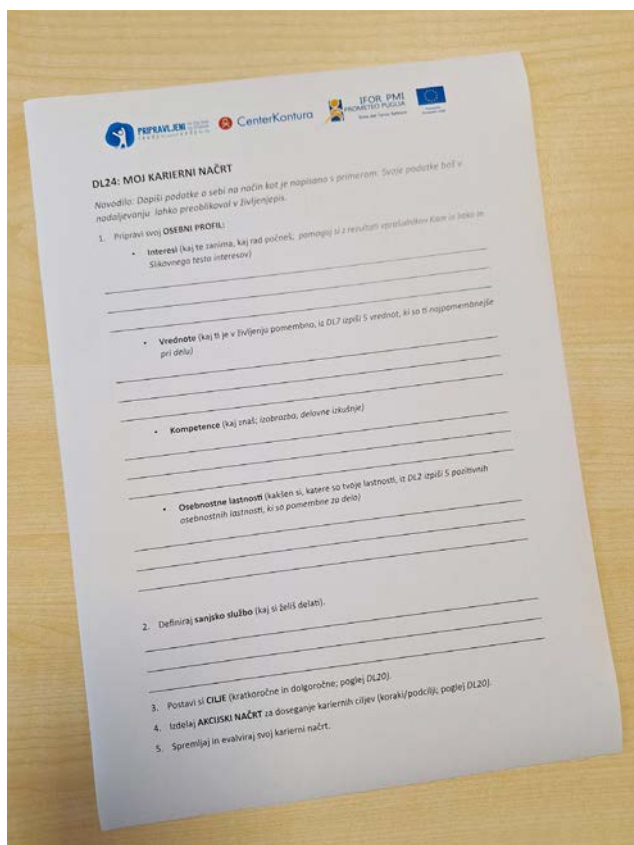 PRIPRAVLJENI
CenterKontura
IFOR PMI
PROMETEO PUGLIA
DL24: MOJ KARIERNI NAČRT
Navodilo: Dopiši podatke o sebi na način kot je napisano s primerom. Svoje podatke boš v
nadaljevanju lahko preoblikoval v življenjepis.
1. Pripravi svoj OSEBNI PROFIL:
• Interesi (kaj te zanima, kaj rad počneš; pomagaj si z rezultati vprašalnikov Kam in kako in
Slikovnega testa interesov)
• Vrednote (kaj ti je v življenju pomembno, iz DL7 izpiši 5 vrednot, ki so ti najpomembnejše
pri delu)
• Kompetence (kaj znaš; izobrazba, delovne izkušnje)
• Osebnostne lastnosti (kakšen si, katere so tvoje lastnosti, iz DL2 izpiši 5 pozitivnih
osebnostnih lastnosti, ki so pomembne za delo)
2. Definiraj sanjsko službo (kaj si želiš delati).
3. Postavi si CILJE (kratkoročne in dolgoročne; poglej DL20).
4. Izdelaj AKCIJSKI NAČRT za doseganje kariernih ciljev (koraki/podcilji; poglej DL20).
5. Spremljaj in evalviraj svoj karierni načrt.